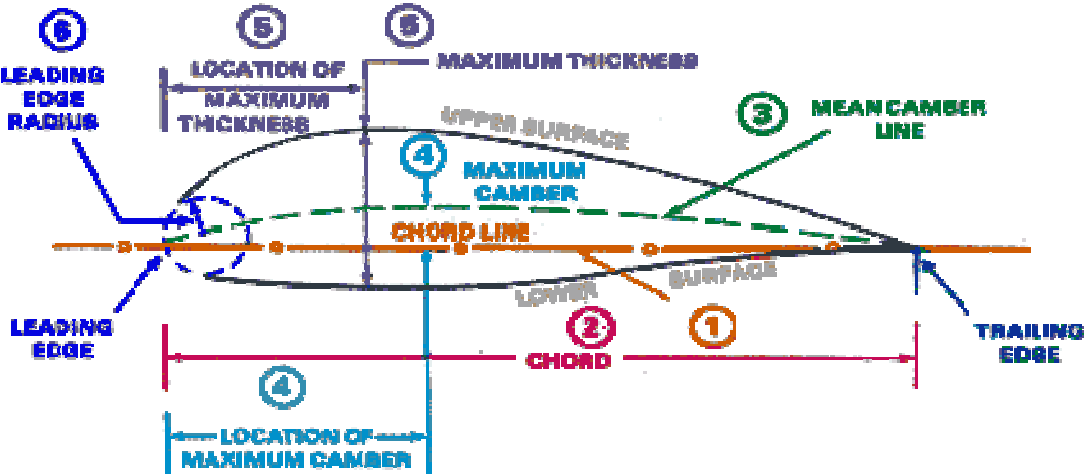 6
LEADING
EDGE
RADIUS
5
LOCATION OF
MAXIMUM
THICKNESS
5
MAXIMUM THICKNESS
UPPER SURFACE
3
MEAN CAMBER
LINE
4
MAXIMUM
CAMBER
CHORD LINE
LOWER SURFACE
LEADING
EDGE
2
CHORD
1
TRAILING
EDGE
4
LOCATION OF
MAXIMUM CAMBER